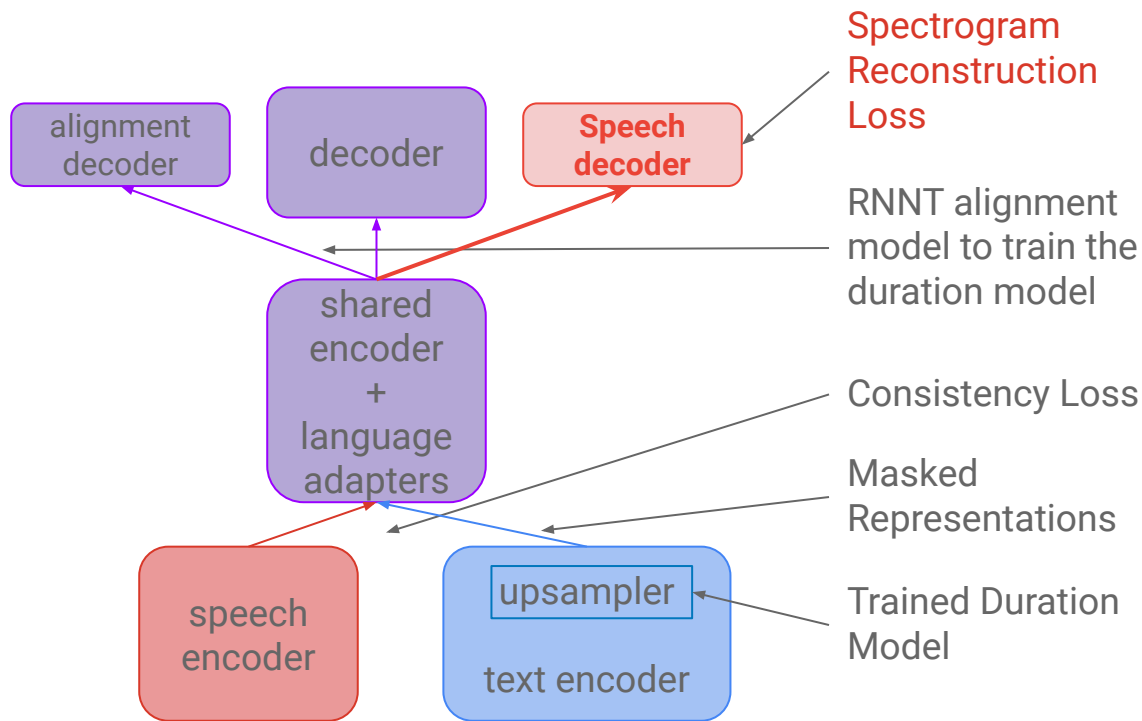 alignment
decoder
decoder
Speech
decoder
Spectrogram
Reconstruction
Loss
RNNT alignment
model to train the
duration model
shared
encoder
+
language
adapters
Consistency Loss
Masked
Representations
speech
encoder
upsampler
text encoder
Trained Duration
Model